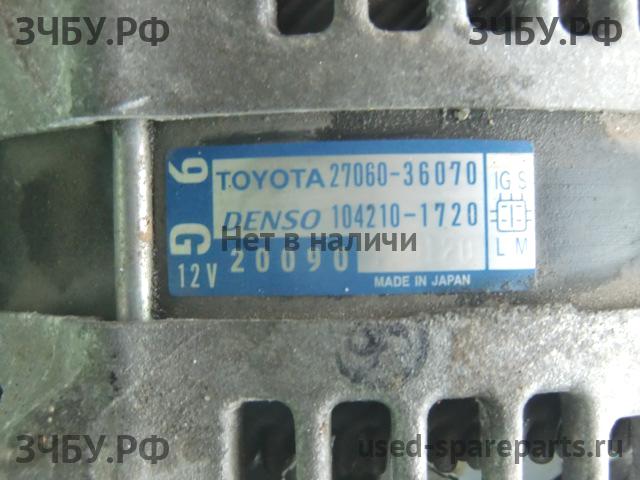 ЗЧБУ.РФ
ЗЧБУ.РФ
9 G
12V
TOYOTA 27060-36070
DENSO 104210-1720
20090
MADE IN JAPAN
IG S
L M
Нет в наличи
ЗЧБУ.РФ
used-spareparts.ru